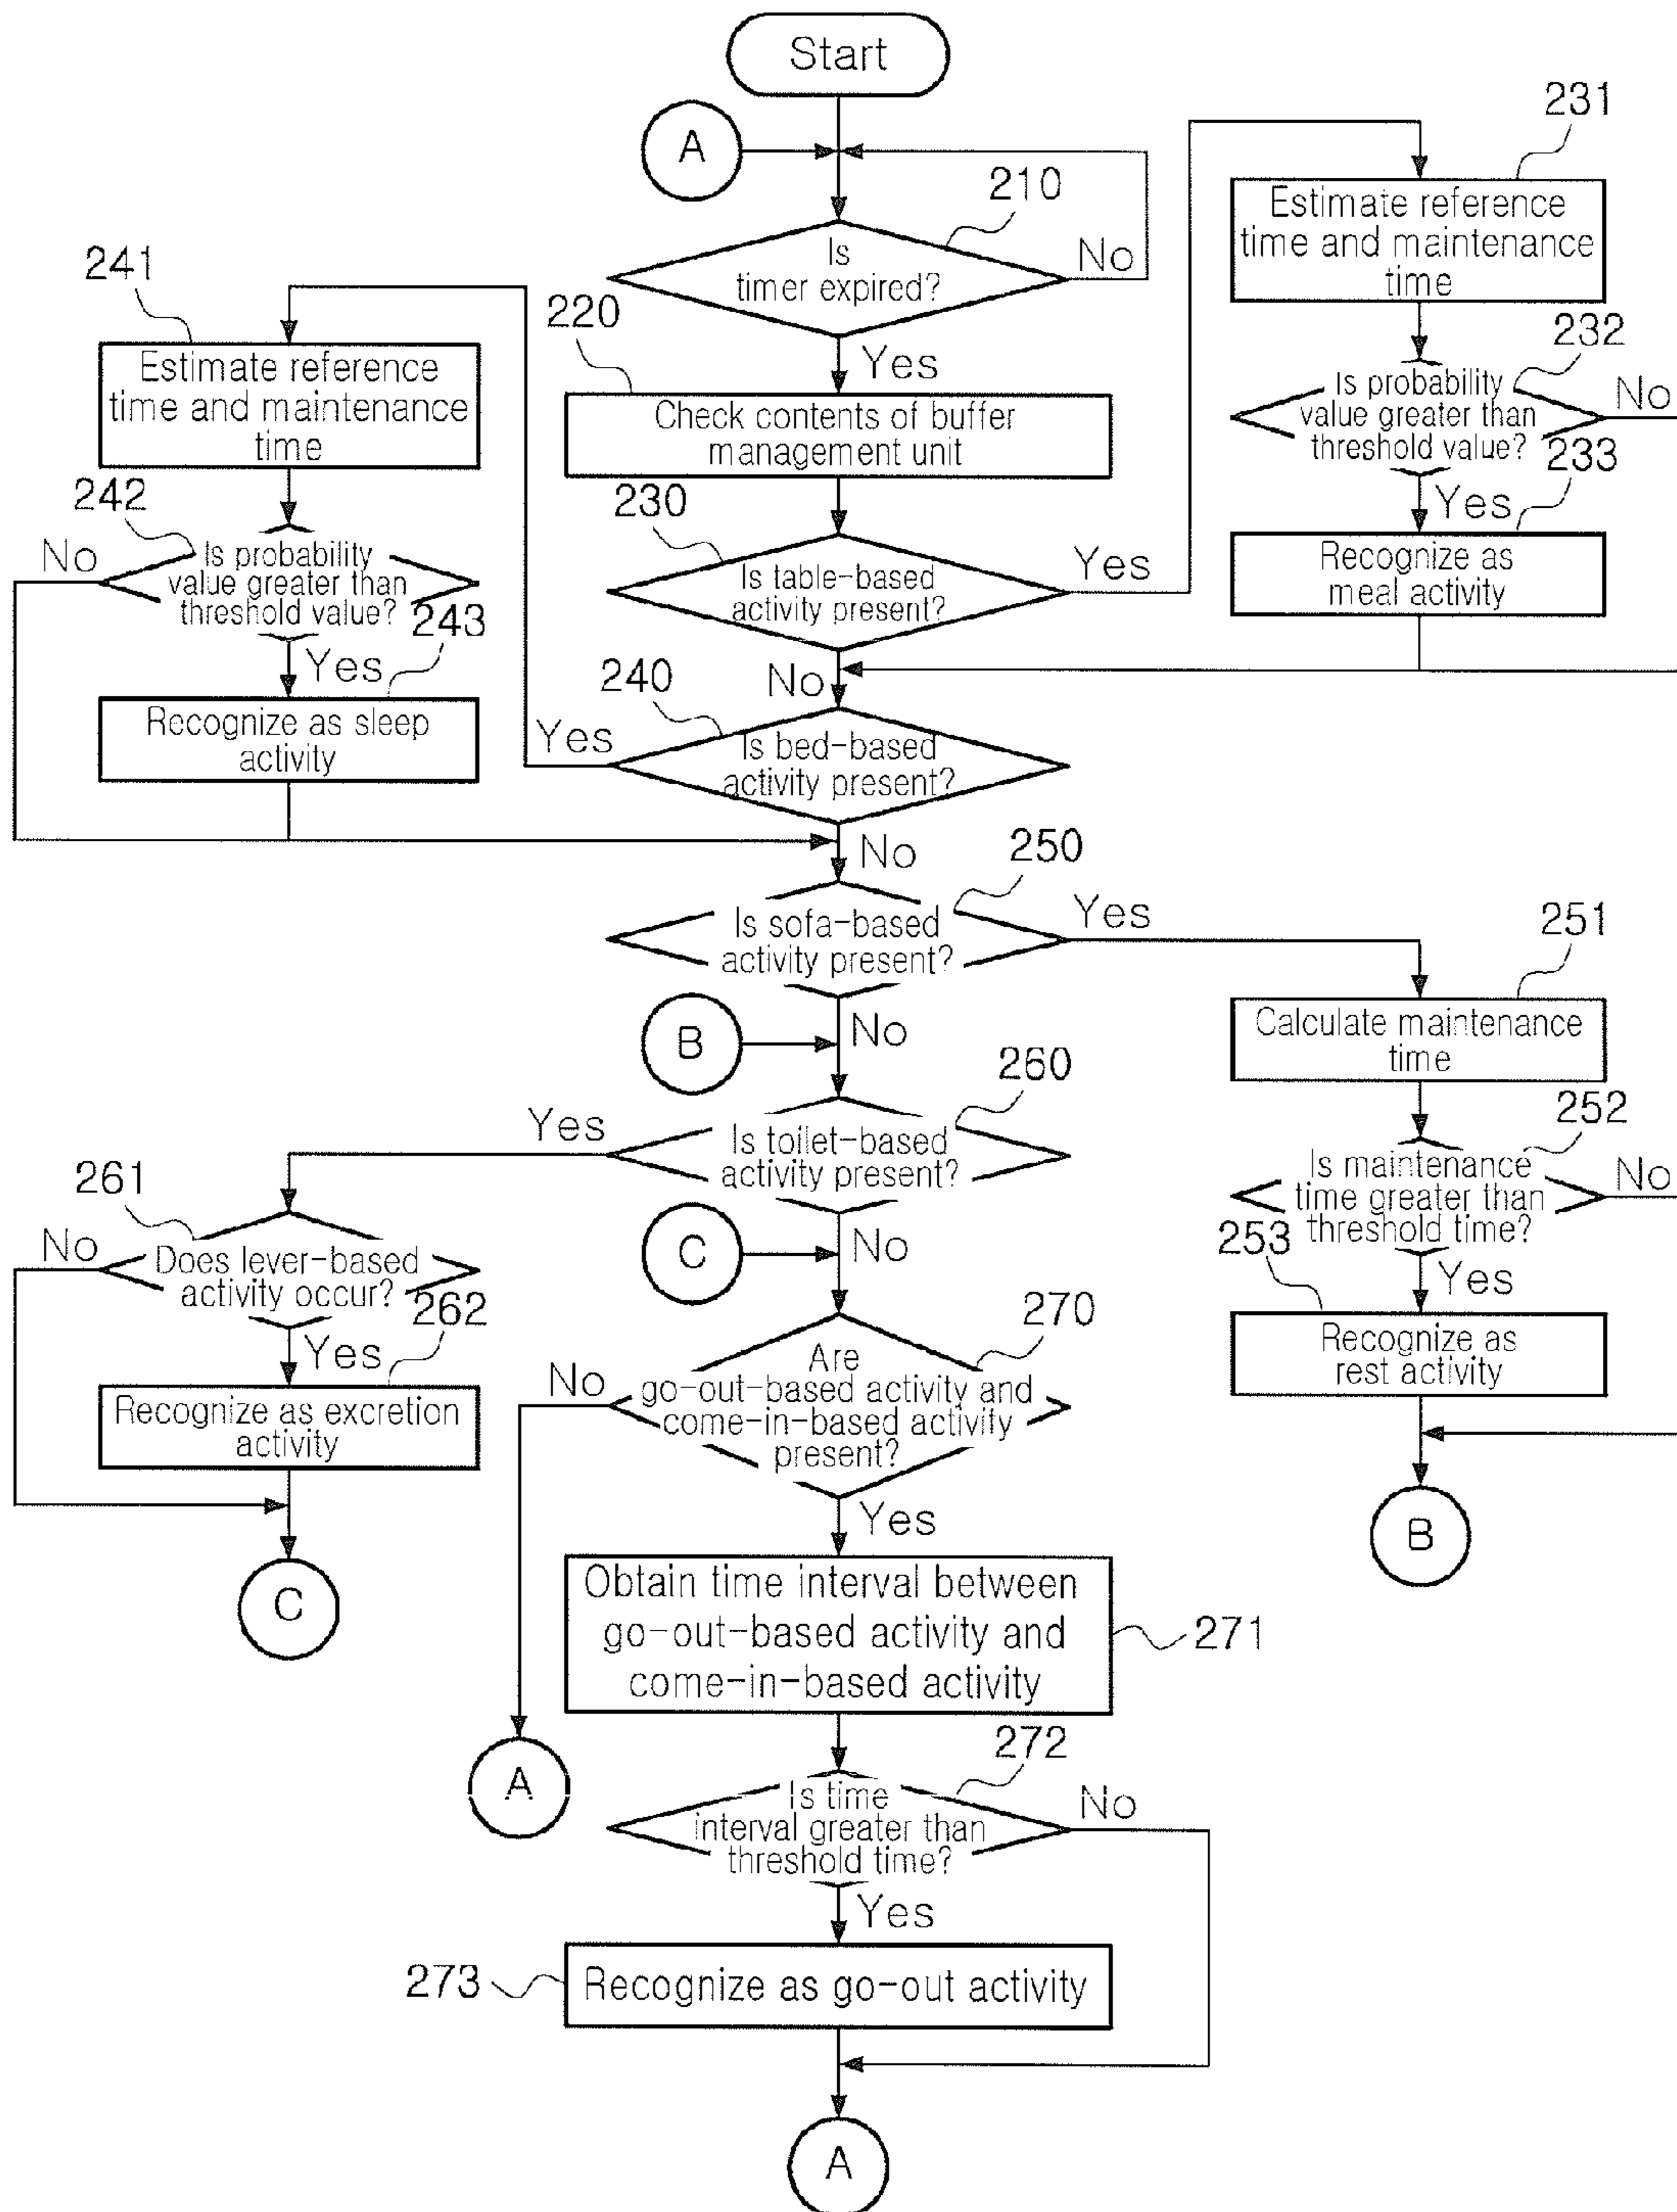 Start
A
231
Estimate reference
time and maintenance
time
210
Is
timer expired?
No
241
220
Yes
232
Estimate reference
time and maintenance
time
Check contents of buffer
management unit
Is probability
value greater than
threshold value?
No
233
Yes
242
230
Is table-based
activity present?
Yes
Recognize as
meal activity
No
Is probability
value greater than
threshold value?
243
Yes
240
No
Recognize as sleep
activity
Yes
Is bed-based
activity present?
No
250
Is sofa-based
activity present?
Yes
251
Calculate maintenance
time
B
No
260
252
Yes
Is toilet-based
activity present?
Is maintenance
time greater than
threshold time?
No
261
253
No
Does lever-based
activity occur?
C
No
Yes
262
Yes
270
Recognize as
rest activity
Recognize as excretion
activity
No
Are
go-out-based activity and
come-in-based activity
present?
Yes
B
C
Obtain time interval between
go-out-based activity and
come-in-based activity
271
A
272
Is time
interval greater than
threshold time?
No
Yes
273
Recognize as go-out activity
A